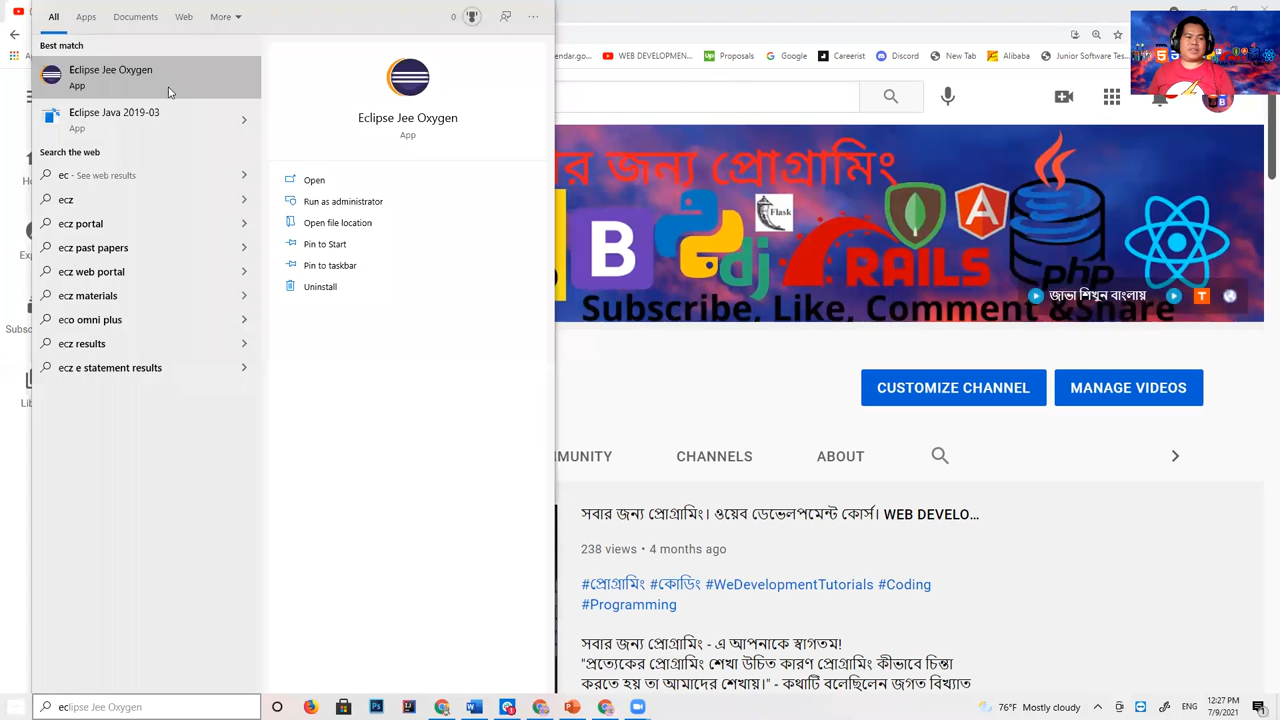 All Apps Documents Web More 0 ...
Best match
Eclipse Jee Oxygen
App
Eclipse Java 2019-03
App
Search the web
ec - See web results
ecz
ecz portal
ecz past papers
ecz web portal
ecz materials
eco omni plus
ecz results
ecz e statement results
Eclipse Jee Oxygen
App
Open
Run as administrator
Open file location
Pin to Start
Pin to taskbar
Uninstall
endar.go... WEB DEVELOPMEN... Proposals Google Careerist Discord New Tab Alibaba Junior Software Tes...
বার জন্য প্রোগ্রামিং
Flask
B dj RAILS php
জাভা শিখুন বাংলায় T
Subscribe, Like, Comment &Share
CUSTOMIZE CHANNEL MANAGE VIDEOS
MUNITY CHANNELS ABOUT
সবার জন্য প্রোগ্রামিং। ওয়েব ডেভেলপমেন্ট কোর্স। WEB DEVELO...
238 views • 4 months ago
#প্রোগ্রামিং #কোডিং #WeDevelopmentTutorials #Coding
#Programming
সবার জন্য প্রোগ্রামিং - এ আপনাকে স্বাগতম!
"প্রত্যেকের প্রোগ্রামিং শেখা উচিত কারণ প্রোগ্রামিং কীভাবে চিন্তা
করতে হয় তা আমাদের শেখায়।" - কথাটি বলেছিলেন জগত বিখ্যাত
Subsc
Lib
eclipse Jee Oxygen
76°F Mostly cloudy ENG 12:27 PM
7/9/2021